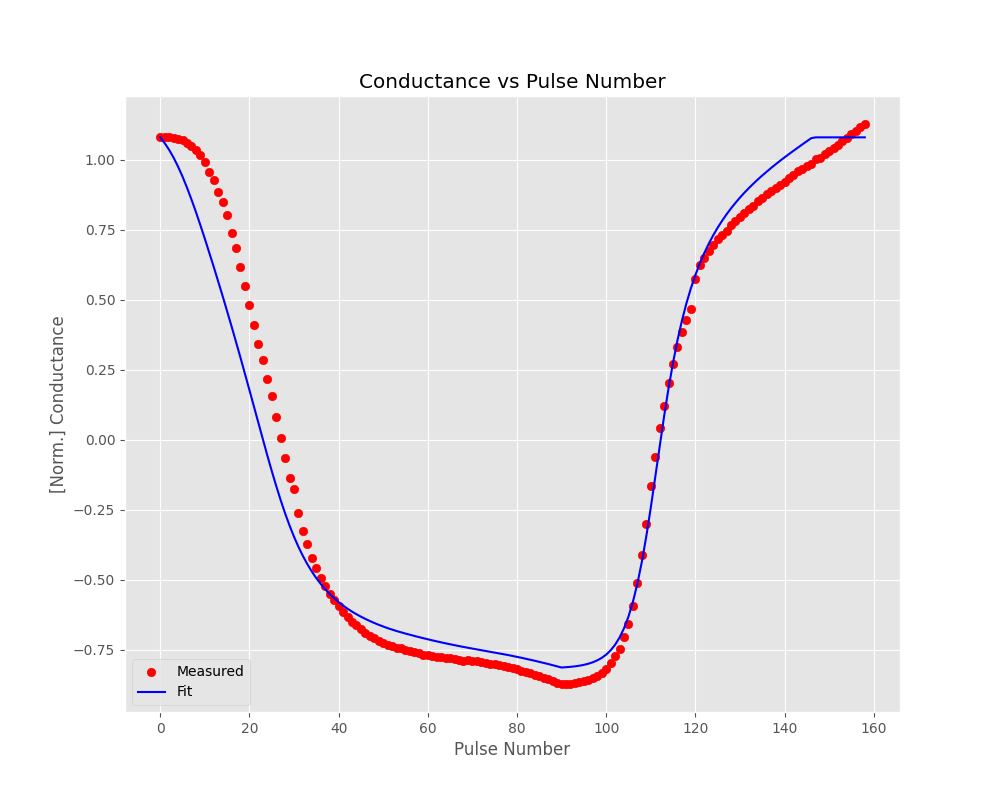 Conductance vs Pulse Number
[Norm.] Conductance
1.00
0.75
0.50
0.25
0.00
−0.25
−0.50
−0.75
Measured
Fit
0 20 40 60 80 100 120 140 160
Pulse Number